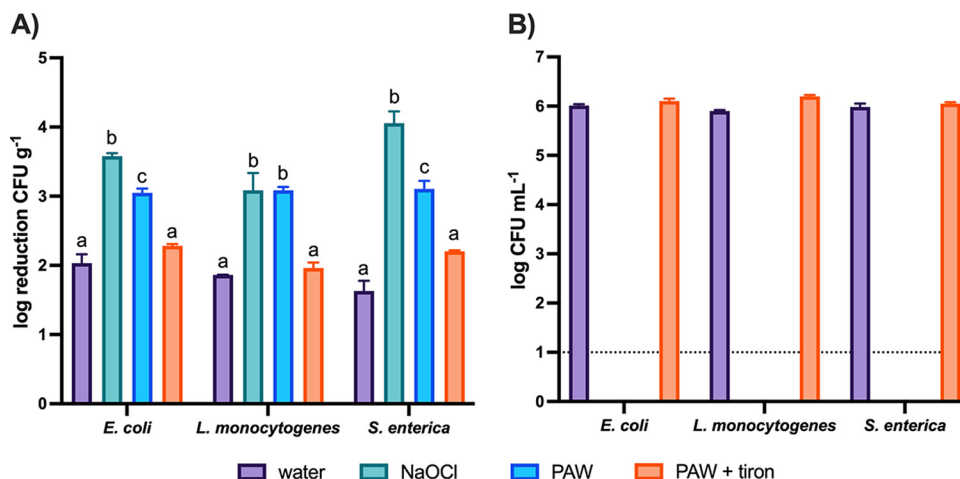 A)
log reduction CFU g⁻¹
5
4
3
2
1
0
a
b
c
a
a
b
b
a
a
b
c
a
E. coli
L. monocytogenes
S. enterica
B)
log CFU mL⁻¹
7
6
5
4
3
2
1
0
E. coli
L. monocytogenes
S. enterica
water
NaOCl
PAW
PAW + tiron